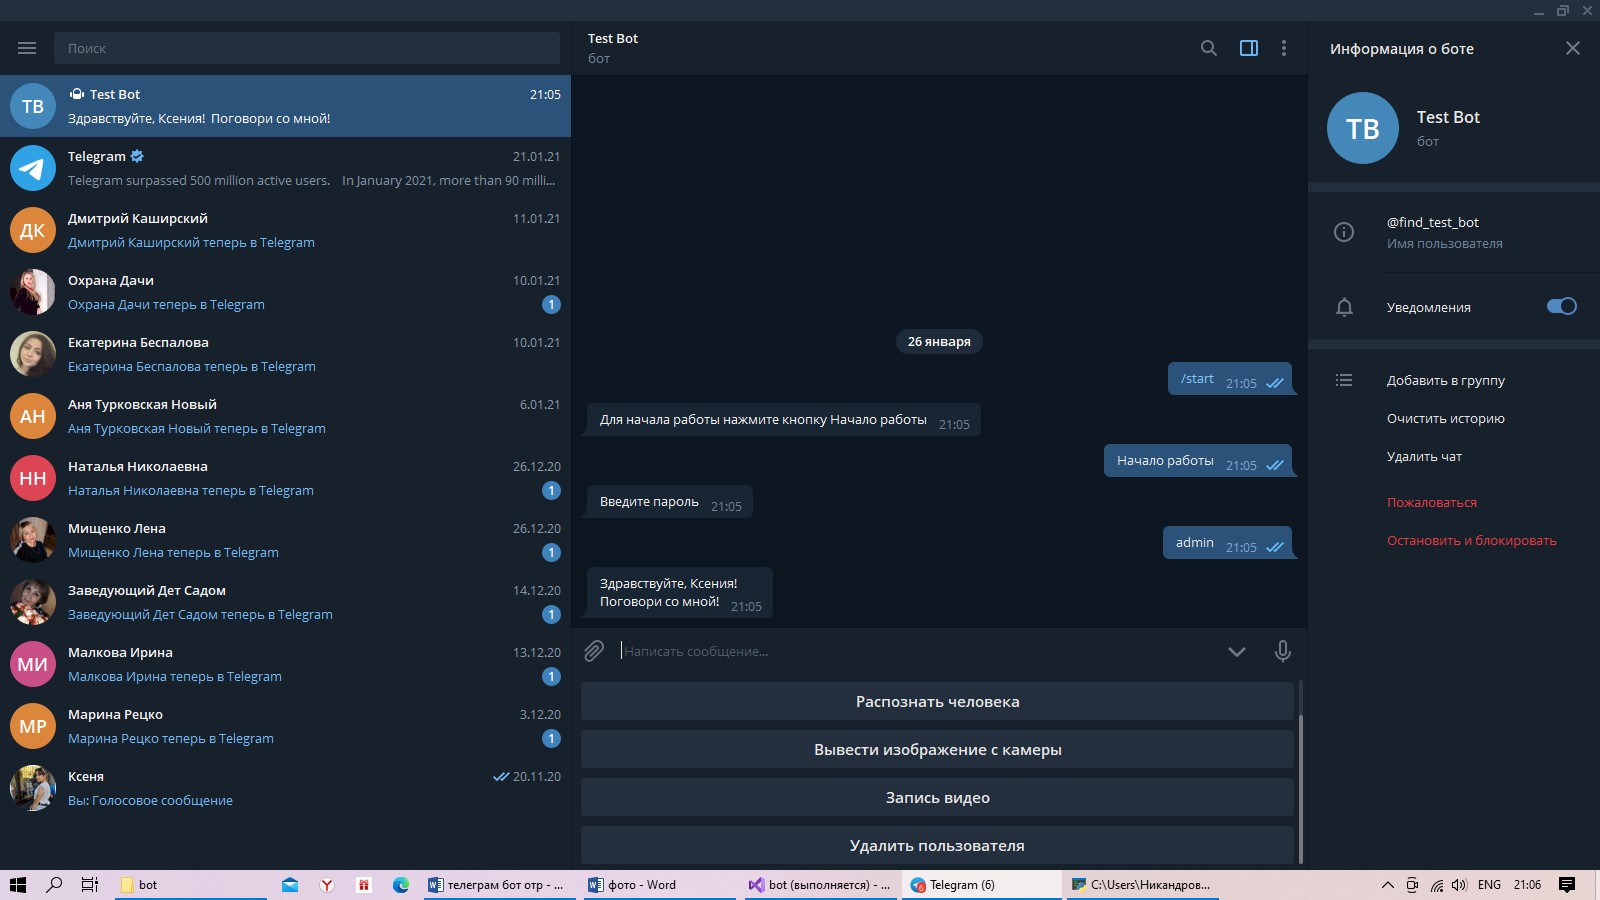 Поиск
TB
Test Bot
21:05
Здравствуйте, Ксения! Поговори со мной!
Telegram
21.01.21
Telegram surpassed 500 million active users. In January 2021, more than 90 milli...
ДК
Дмитрий Каширский
11.01.21
Дмитрий Каширский теперь в Telegram
Охрана Дачи
10.01.21
Охрана Дачи теперь в Telegram
1
Екатерина Беспалова
10.01.21
Екатерина Беспалова теперь в Telegram
АН
Аня Турковская Новый
6.01.21
Аня Турковская Новый теперь в Telegram
НН
Наталья Николаевна
26.12.20
Наталья Николаевна теперь в Telegram
1
Мищенко Лена
26.12.20
Мищенко Лена теперь в Telegram
1
Заведующий Дет Садом
14.12.20
Заведующий Дет Садом теперь в Telegram
1
МИ
Малкова Ирина
13.12.20
Малкова Ирина теперь в Telegram
1
МР
Марина Рецко
3.12.20
Марина Рецко теперь в Telegram
1
Ксеня
20.11.20
Вы: Голосовое сообщение
Test Bot
бот
26 января
/start 21:05
Для начала работы нажмите кнопку Начало работы 21:05
Начало работы 21:05
Введите пароль 21:05
admin 21:05
Здравствуйте, Ксения!
Поговори со мной! 21:05
Написать сообщение...
Распознать человека
Вывести изображение с камеры
Запись видео
Удалить пользователя
Информация о боте
TB
Test Bot
бот
@find_test_bot
Имя пользователя
Уведомления
Добавить в группу
Очистить историю
Удалить чат
Пожаловаться
Остановить и блокировать
bot
телеграм бот отр - ...
фото - Word
bot (выполняется) - ...
6
Telegram (6)
C:\Users\Никандров...
ENG
21:06